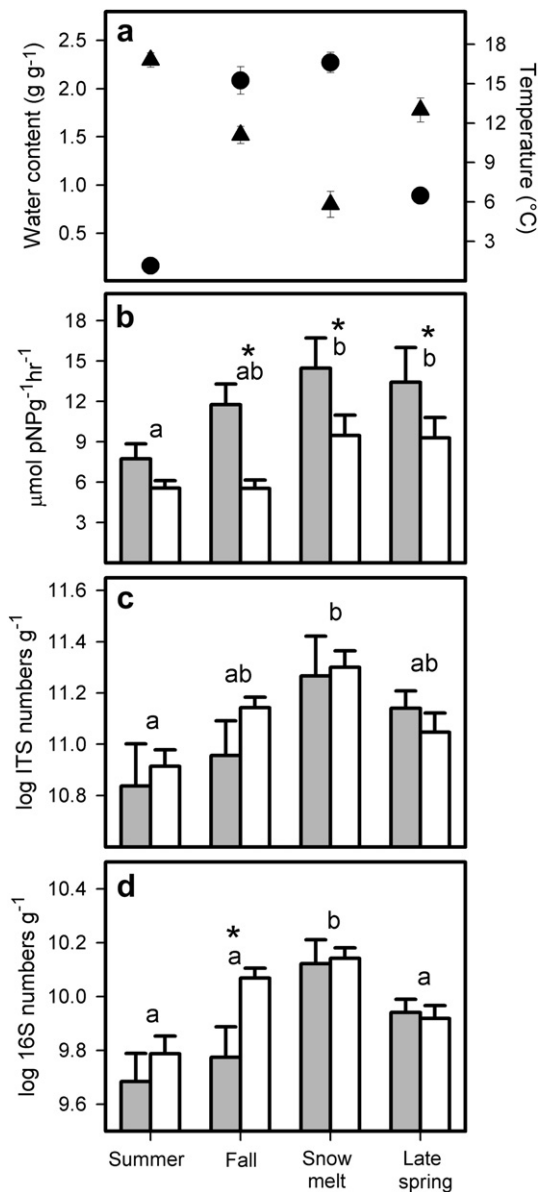 a
Water content (g g-1)
2.5
2.0
1.5
1.0
0.5
18
15
12
9
6
3
Temperature (°C)
b
μmol pNPg-1hr-1
18
15
12
9
6
3
a
*
ab
*
b
*
b
c
log ITS numbers g-1
11.6
11.4
11.2
11.0
10.8
a
ab
b
ab
d
log 16S numbers g-1
10.4
10.2
10.0
9.8
9.6
a
*
a
b
a
Summer
Fall
Snow
melt
Late
spring